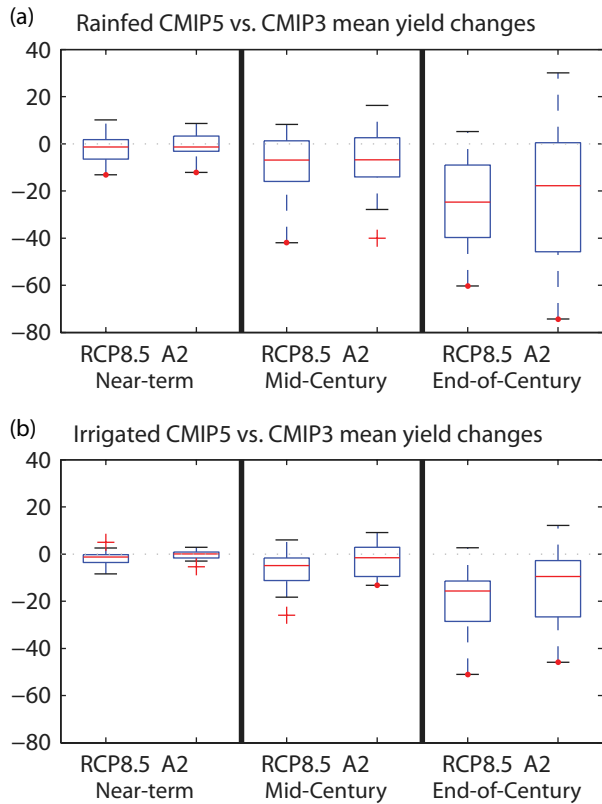 (a)
Rainfed CMIP5 vs. CMIP3 mean yield changes
40
20
0
−20
−40
−60
−80
RCP8.5 A2 RCP8.5 A2 RCP8.5 A2
Near-term Mid-Century End-of-Century
(b)
Irrigated CMIP5 vs. CMIP3 mean yield changes
40
20
0
−20
−40
−60
−80
RCP8.5 A2 RCP8.5 A2 RCP8.5 A2
Near-term Mid-Century End-of-Century